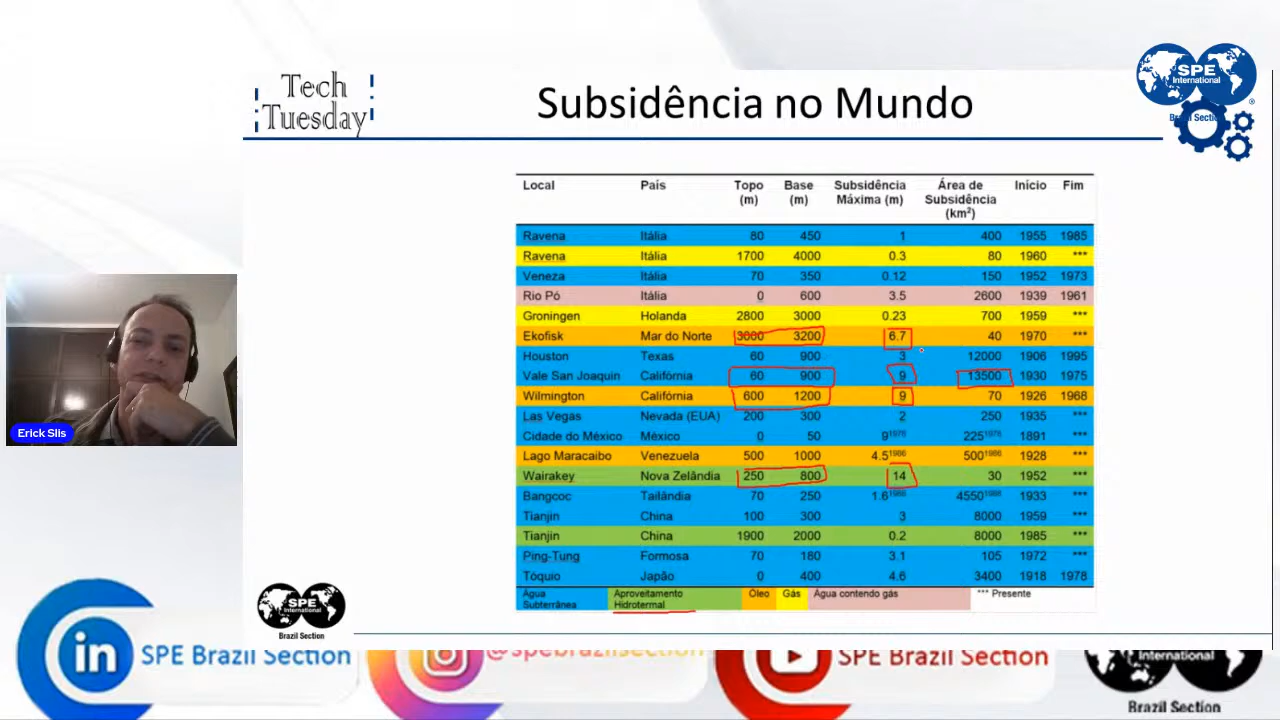 Tech
Tuesday
Subsidência no Mundo
SPE
International
®
Brazil Section
Local País Topo (m) Base (m) Subsidência Máxima (m) Área de Subsidência (km²) Início Fim
Ravena Itália 80 450 1 400 1955 1985
Ravena Itália 1700 4000 0.3 80 1960 ***
Veneza Itália 70 350 0.12 150 1952 1973
Rio Pó Itália 0 600 3.5 2600 1939 1961
Groningen Holanda 2800 3000 0.23 700 1959 ***
Ekofisk Mar do Norte 3000 3200 6.7 40 1970 ***
Houston Texas 60 900 3 12000 1906 1995
Vale San Joaquin Califórnia 60 900 9 13500 1930 1975
Wilmington Califórnia 600 1200 9 70 1926 1968
Las Vegas Nevada (EUA) 200 300 2 250 1935 ***
Cidade do México México 0 50 9¹⁹⁷⁸ 225¹⁹⁷⁸ 1891 ***
Lago Maracaibo Venezuela 500 1000 4.5¹⁹⁸⁶ 500¹⁹⁸⁶ 1928 ***
Wairakey Nova Zelândia 250 800 14 30 1952 ***
Bangcoc Tailândia 70 250 1.6¹⁹⁸⁸ 4550¹⁹⁸⁸ 1933 ***
Tianjin China 100 300 3 8000 1959 ***
Tianjin China 1900 2000 0.2 8000 1985 ***
Ping-Tung Formosa 70 180 3.1 105 1972 ***
Tóquio Japão 0 400 4.6 3400 1918 1978
Água Subterrânea Aproveitamento Hidrotermal Óleo Gás Água contendo gás *** Presente
Erick Slis
SPE
International
Brazil Section
in SPE Brazil Section
@spebrazilsection
SPE Brazil Section
International
Brazil Section